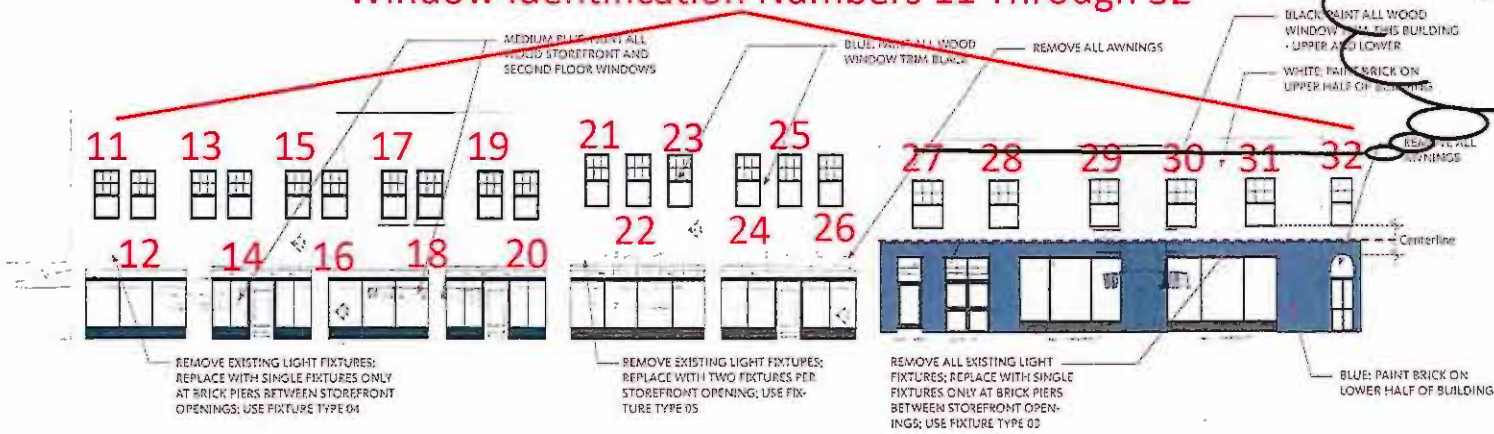 Window Identification Numbers 11 Through 32
MEDIUM BLUE: PAINT ALL
WOOD STOREFRONT AND
SECOND FLOOR WINDOWS
BLUE: PAINT ALL WOOD
WINDOW TRIM BLACK
REMOVE ALL AWNINGS
BLACK: PAINT ALL WOOD
WINDOW THIS BUILDING
- UPPER AND LOWER
WHITE: PAINT BRICK ON
UPPER HALF OF BUILDING
REMOVE ALL
AWNINGS
11 13 15 17 19 21 23 25 27 28 29 30 31 32
12 14 16 18 20 22 24 26
Centerline
REMOVE EXISTING LIGHT FIXTURES;
REPLACE WITH SINGLE FIXTURES ONLY
AT BRICK PIERS BETWEEN STOREFRONT
OPENINGS; USE FIXTURE TYPE 04
REMOVE EXISTING LIGHT FIXTURES;
REPLACE WITH TWO FIXTURES PER
STOREFRONT OPENING; USE FIX-
TURE TYPE 05
REMOVE ALL EXISTING LIGHT
FIXTURES; REPLACE WITH SINGLE
FIXTURES ONLY AT BRICK PIERS
BETWEEN STOREFRONT OPEN-
INGS; USE FIXTURE TYPE 03
BLUE: PAINT BRICK ON
LOWER HALF OF BUILDING